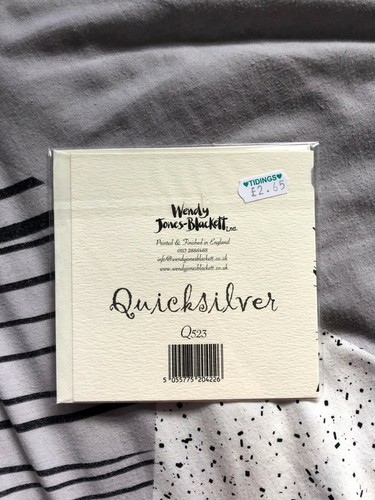 ♥TIDINGS♥
£2.65
Wendy
Jones-Blackett Ltd.
Printed & Finished in England
info@wendyjonesblackett.co.uk
www.wendyjonesblackett.co.uk
Quicksilver
Q523
5 055775 204226